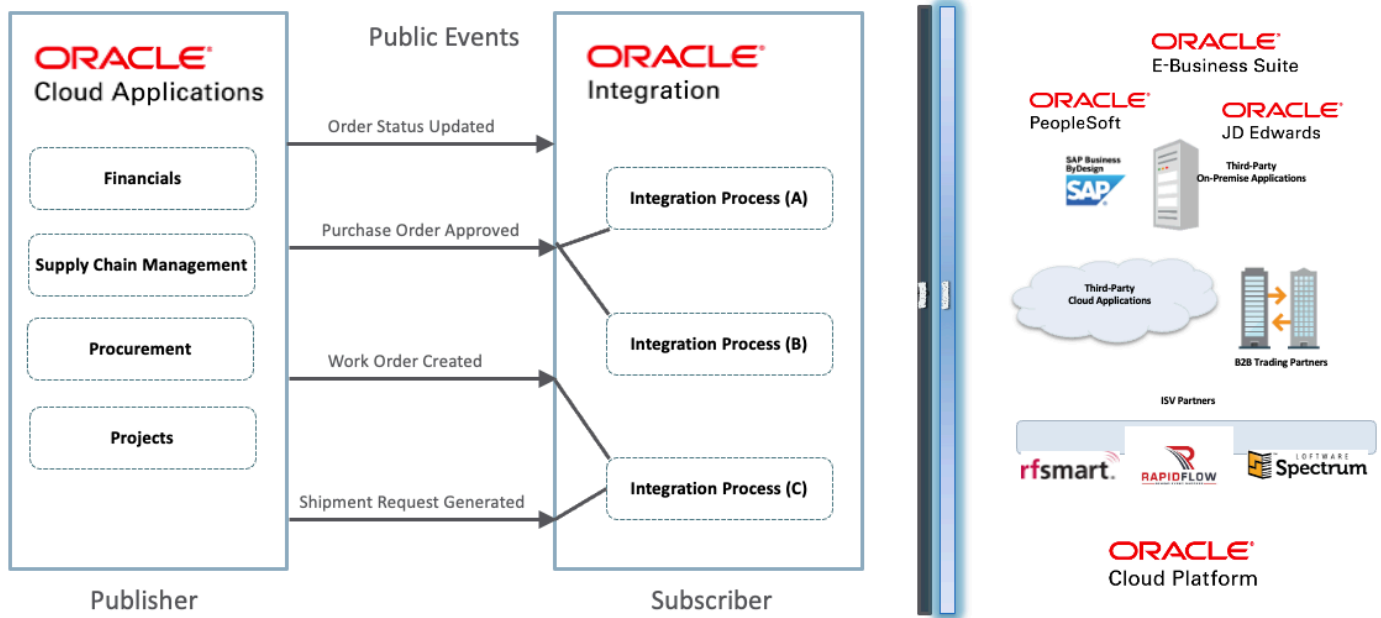 Public Events
ORACLE
Cloud Applications
Financials
Supply Chain Management
Procurement
Projects
Publisher
Order Status Updated
Purchase Order Approved
Work Order Created
Shipment Request Generated
ORACLE
Integration
Integration Process (A)
Integration Process (B)
Integration Process (C)
Subscriber
ORACLE
E-Business Suite
ORACLE
PeopleSoft
ORACLE
JD Edwards
SAP Business
ByDesign
SAP
Third-Party
On-Premise Applications
Third-Party
Cloud Applications
B2B Trading Partners
ISV Partners
rfsmart.
RAPIDFLOW
LOFTWARE
Spectrum
ORACLE
Cloud Platform